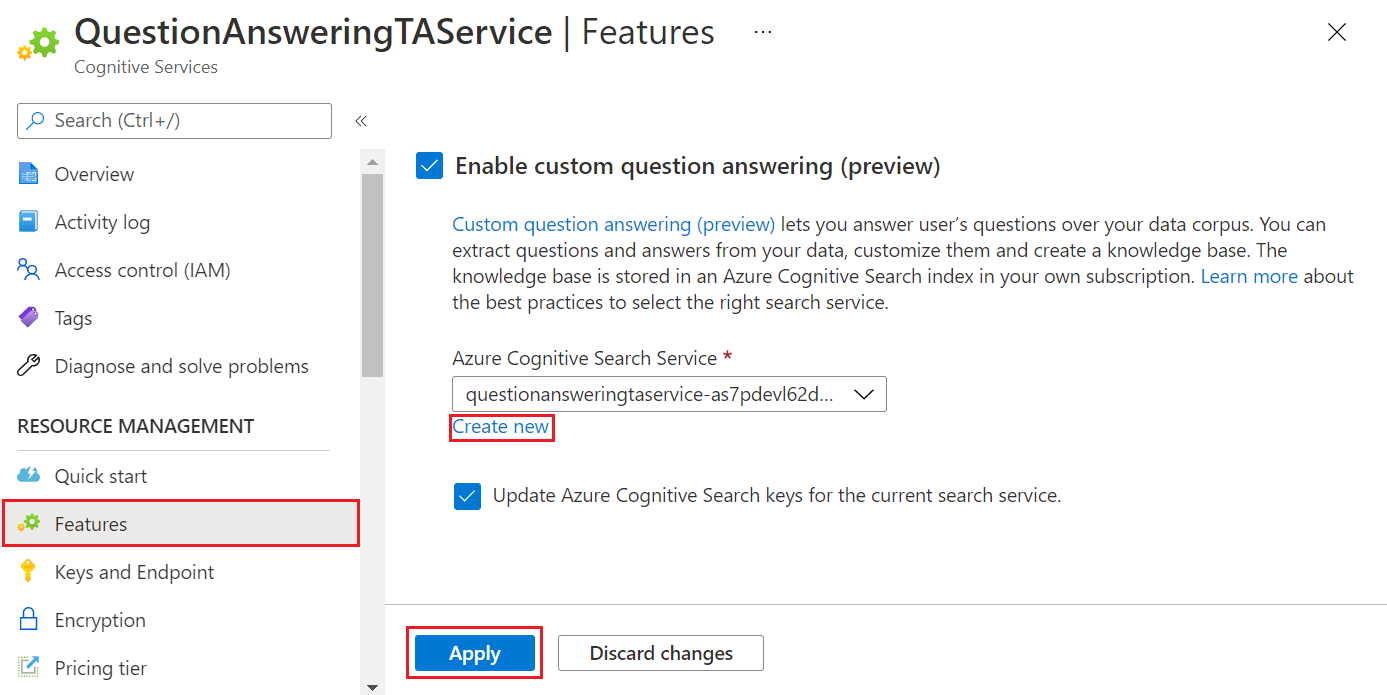 QuestionAnsweringTAService | Features ...
Cognitive Services
Search (Ctrl+/)
Overview
Activity log
Access control (IAM)
Tags
Diagnose and solve problems
RESOURCE MANAGEMENT
Quick start
Features
Keys and Endpoint
Encryption
Pricing tier
Enable custom question answering (preview)
Custom question answering (preview) lets you answer user's questions over your data corpus. You can
extract questions and answers from your data, customize them and create a knowledge base. The
knowledge base is stored in an Azure Cognitive Search index in your own subscription. Learn more about
the best practices to select the right search service.
Azure Cognitive Search Service *
questionansweringtaservice-as7pdevl62d...
Create new
Update Azure Cognitive Search keys for the current search service.
Apply
Discard changes